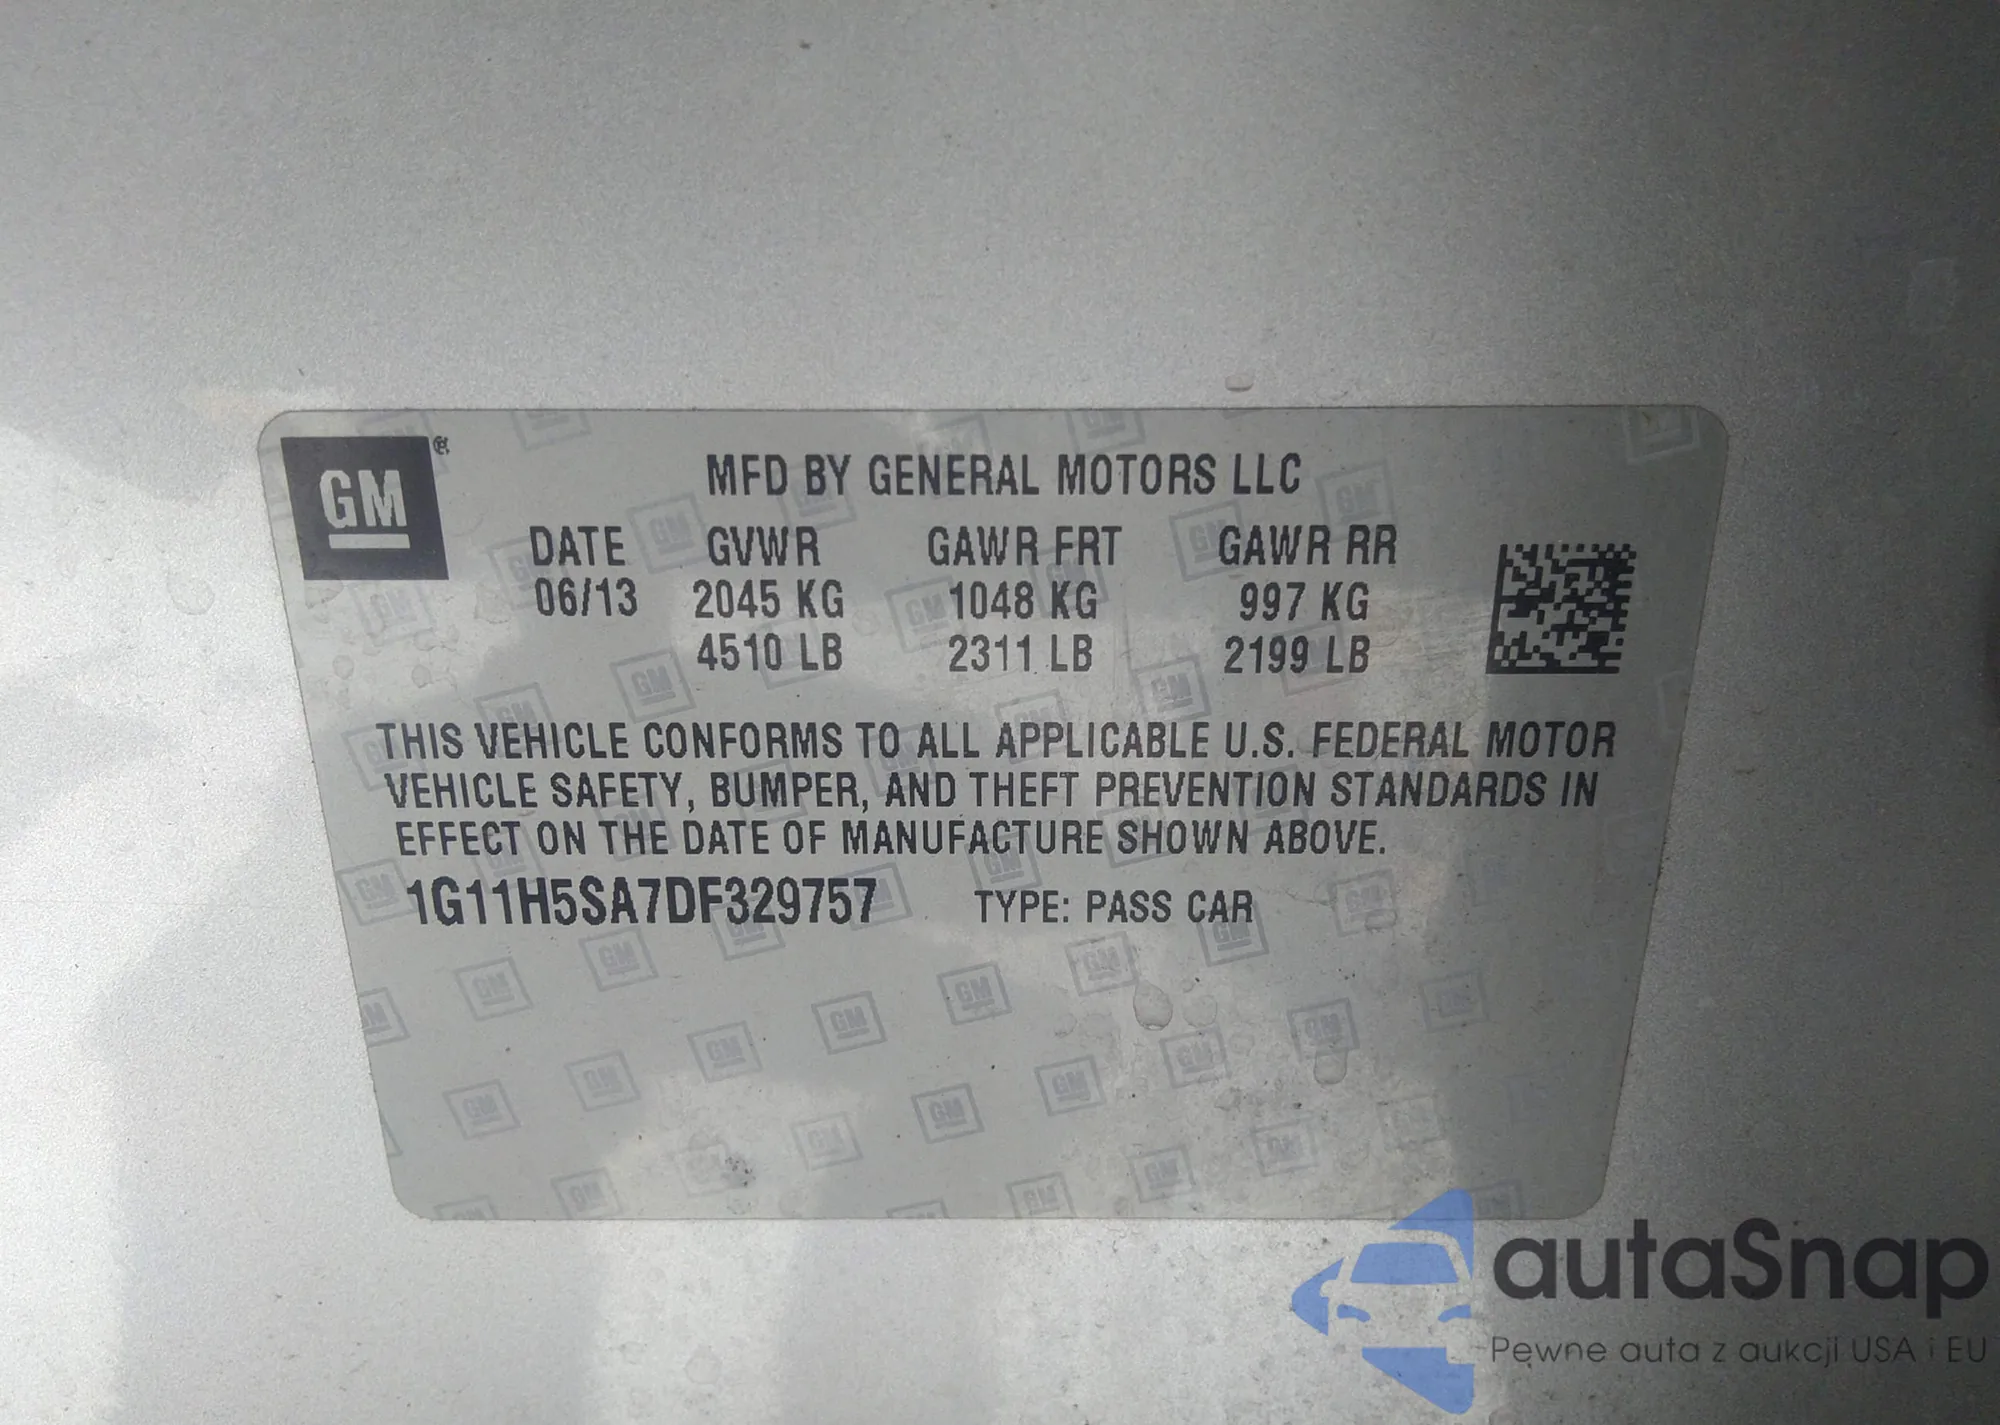 GM
MFD BY GENERAL MOTORS LLC
DATE GVWR GAWR FRT GAWR RR
06/13 2045 KG 1048 KG 997 KG
4510 LB 2311 LB 2199 LB
THIS VEHICLE CONFORMS TO ALL APPLICABLE U.S. FEDERAL MOTOR
VEHICLE SAFETY, BUMPER, AND THEFT PREVENTION STANDARDS IN
EFFECT ON THE DATE OF MANUFACTURE SHOWN ABOVE.
1G11H5SA7DF329757 TYPE: PASS CAR
autaSnap
Pewne auta z aukcji USA i EU